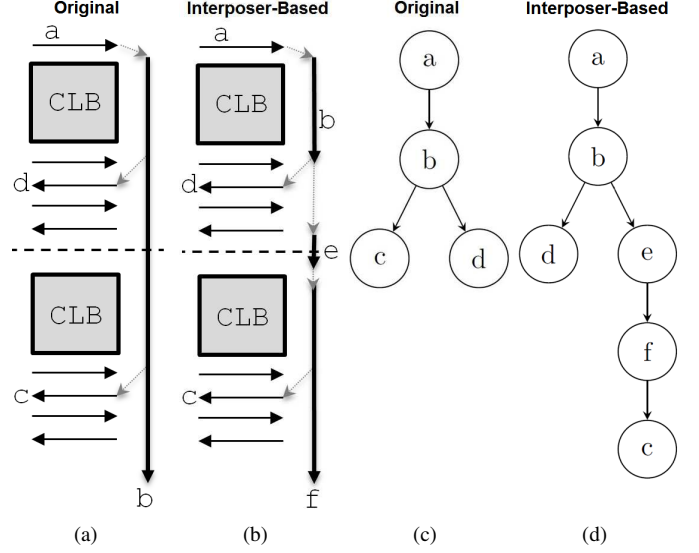 Original Interposer-Based Original Interposer-Based
a a a a
CLB CLB
b b b
d d
c d d e
e
CLB CLB
f
c c
c
b f
(a) (b) (c) (d)